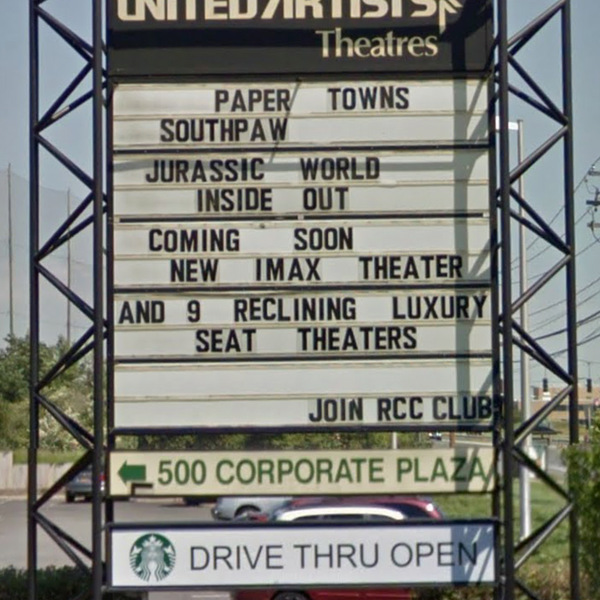 UNITED ARTISTS
Theatres
PAPER TOWNS
SOUTHPAW
JURASSIC WORLD
INSIDE OUT
COMING SOON
NEW IMAX THEATER
AND 9 RECLINING LUXURY
SEAT THEATERS
JOIN RCC CLUB
500 CORPORATE PLAZA
DRIVE THRU OPEN